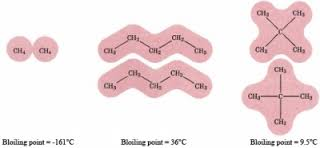 CH₄ CH₄
CH₂ CH₂
CH₃ CH₂ CH₃
CH₂ CH₂
CH₃ CH₂ CH₃
CH₃ CH₃
C
CH₃ CH₃
CH₃
CH₃ C CH₃
CH₃
Bloiling point = -161°C
Bloiling point = 36°C
Bloiling point = 9.5°C